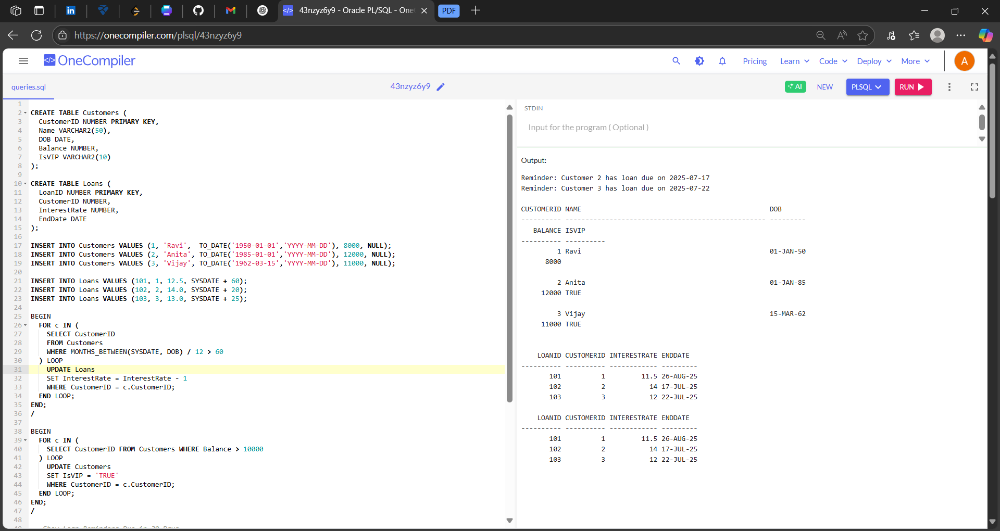 43nzyz6y9 - Oracle PL/SQL - One
PDF
https://onecompiler.com/plsql/43nzyz6y9
OneCompiler
Pricing
Learn
Code
Deploy
More
A
queries.sql
43nzyz6y9
AI
NEW
PLSQL
RUN
1
2 CREATE TABLE Customers (
3 CustomerID NUMBER PRIMARY KEY,
4 Name VARCHAR2(50),
5 DOB DATE,
6 Balance NUMBER,
7 IsVIP VARCHAR2(10)
8 );
9
10 CREATE TABLE Loans (
11 LoanID NUMBER PRIMARY KEY,
12 CustomerID NUMBER,
13 InterestRate NUMBER,
14 EndDate DATE
15 );
16
17 INSERT INTO Customers VALUES (1, 'Ravi',  TO_DATE('1950-01-01','YYYY-MM-DD'), 8000, NULL);
18 INSERT INTO Customers VALUES (2, 'Anita', TO_DATE('1985-01-01','YYYY-MM-DD'), 12000, NULL);
19 INSERT INTO Customers VALUES (3, 'Vijay', TO_DATE('1962-03-15','YYYY-MM-DD'), 11000, NULL);
20
21 INSERT INTO Loans VALUES (101, 1, 12.5, SYSDATE + 60);
22 INSERT INTO Loans VALUES (102, 2, 14.0, SYSDATE + 20);
23 INSERT INTO Loans VALUES (103, 3, 13.0, SYSDATE + 25);
24
25 BEGIN
26 FOR c IN (
27 SELECT CustomerID
28 FROM Customers
29 WHERE MONTHS_BETWEEN(SYSDATE, DOB) / 12 > 60
30 ) LOOP
31 UPDATE Loans
32 SET InterestRate = InterestRate - 1
33 WHERE CustomerID = c.CustomerID;
34 END LOOP;
35 END;
36 /
37
38 BEGIN
39 FOR c IN (
40 SELECT CustomerID FROM Customers WHERE Balance > 10000
41 ) LOOP
42 UPDATE Customers
43 SET IsVIP = 'TRUE'
44 WHERE CustomerID = c.CustomerID;
45 END LOOP;
46 END;
47 /
48
STDIN
Input for the program ( Optional )
Output:
Reminder: Customer 2 has loan due on 2025-07-17
Reminder: Customer 3 has loan due on 2025-07-22
CUSTOMERID NAME DOB
---------- -------------------------------------------------- ---------
BALANCE ISVIP
---------- ----------
1 Ravi 01-JAN-50
8000
2 Anita 01-JAN-85
12000 TRUE
3 Vijay 15-MAR-62
11000 TRUE
LOANID CUSTOMERID INTERESTRATE ENDDATE
---------- ---------- ------------ ---------
101 1 11.5 26-AUG-25
102 2 14 17-JUL-25
103 3 12 22-JUL-25
LOANID CUSTOMERID INTERESTRATE ENDDATE
---------- ---------- ------------ ---------
101 1 11.5 26-AUG-25
102 2 14 17-JUL-25
103 3 12 22-JUL-25